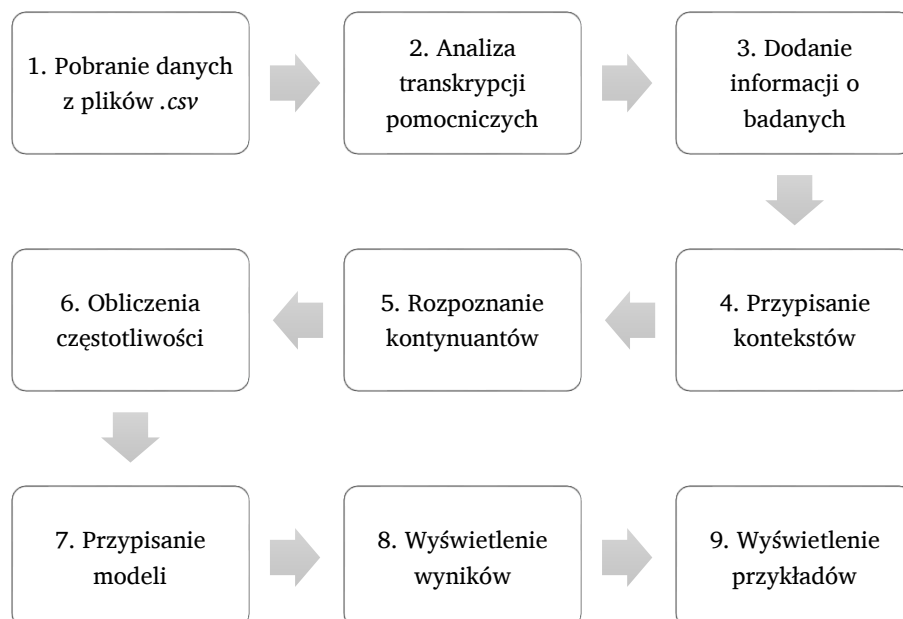 1. Pobranie danych
z plików .csv
2. Analiza
transkrypcji
pomocniczych
3. Dodanie
informacji o
badanych
4. Przypisanie
kontekstów
5. Rozpoznanie
kontynuantów
6. Obliczenia
częstotliwości
7. Przypisanie
modeli
8. Wyświetlenie
wyników
9. Wyświetlenie
przykładów